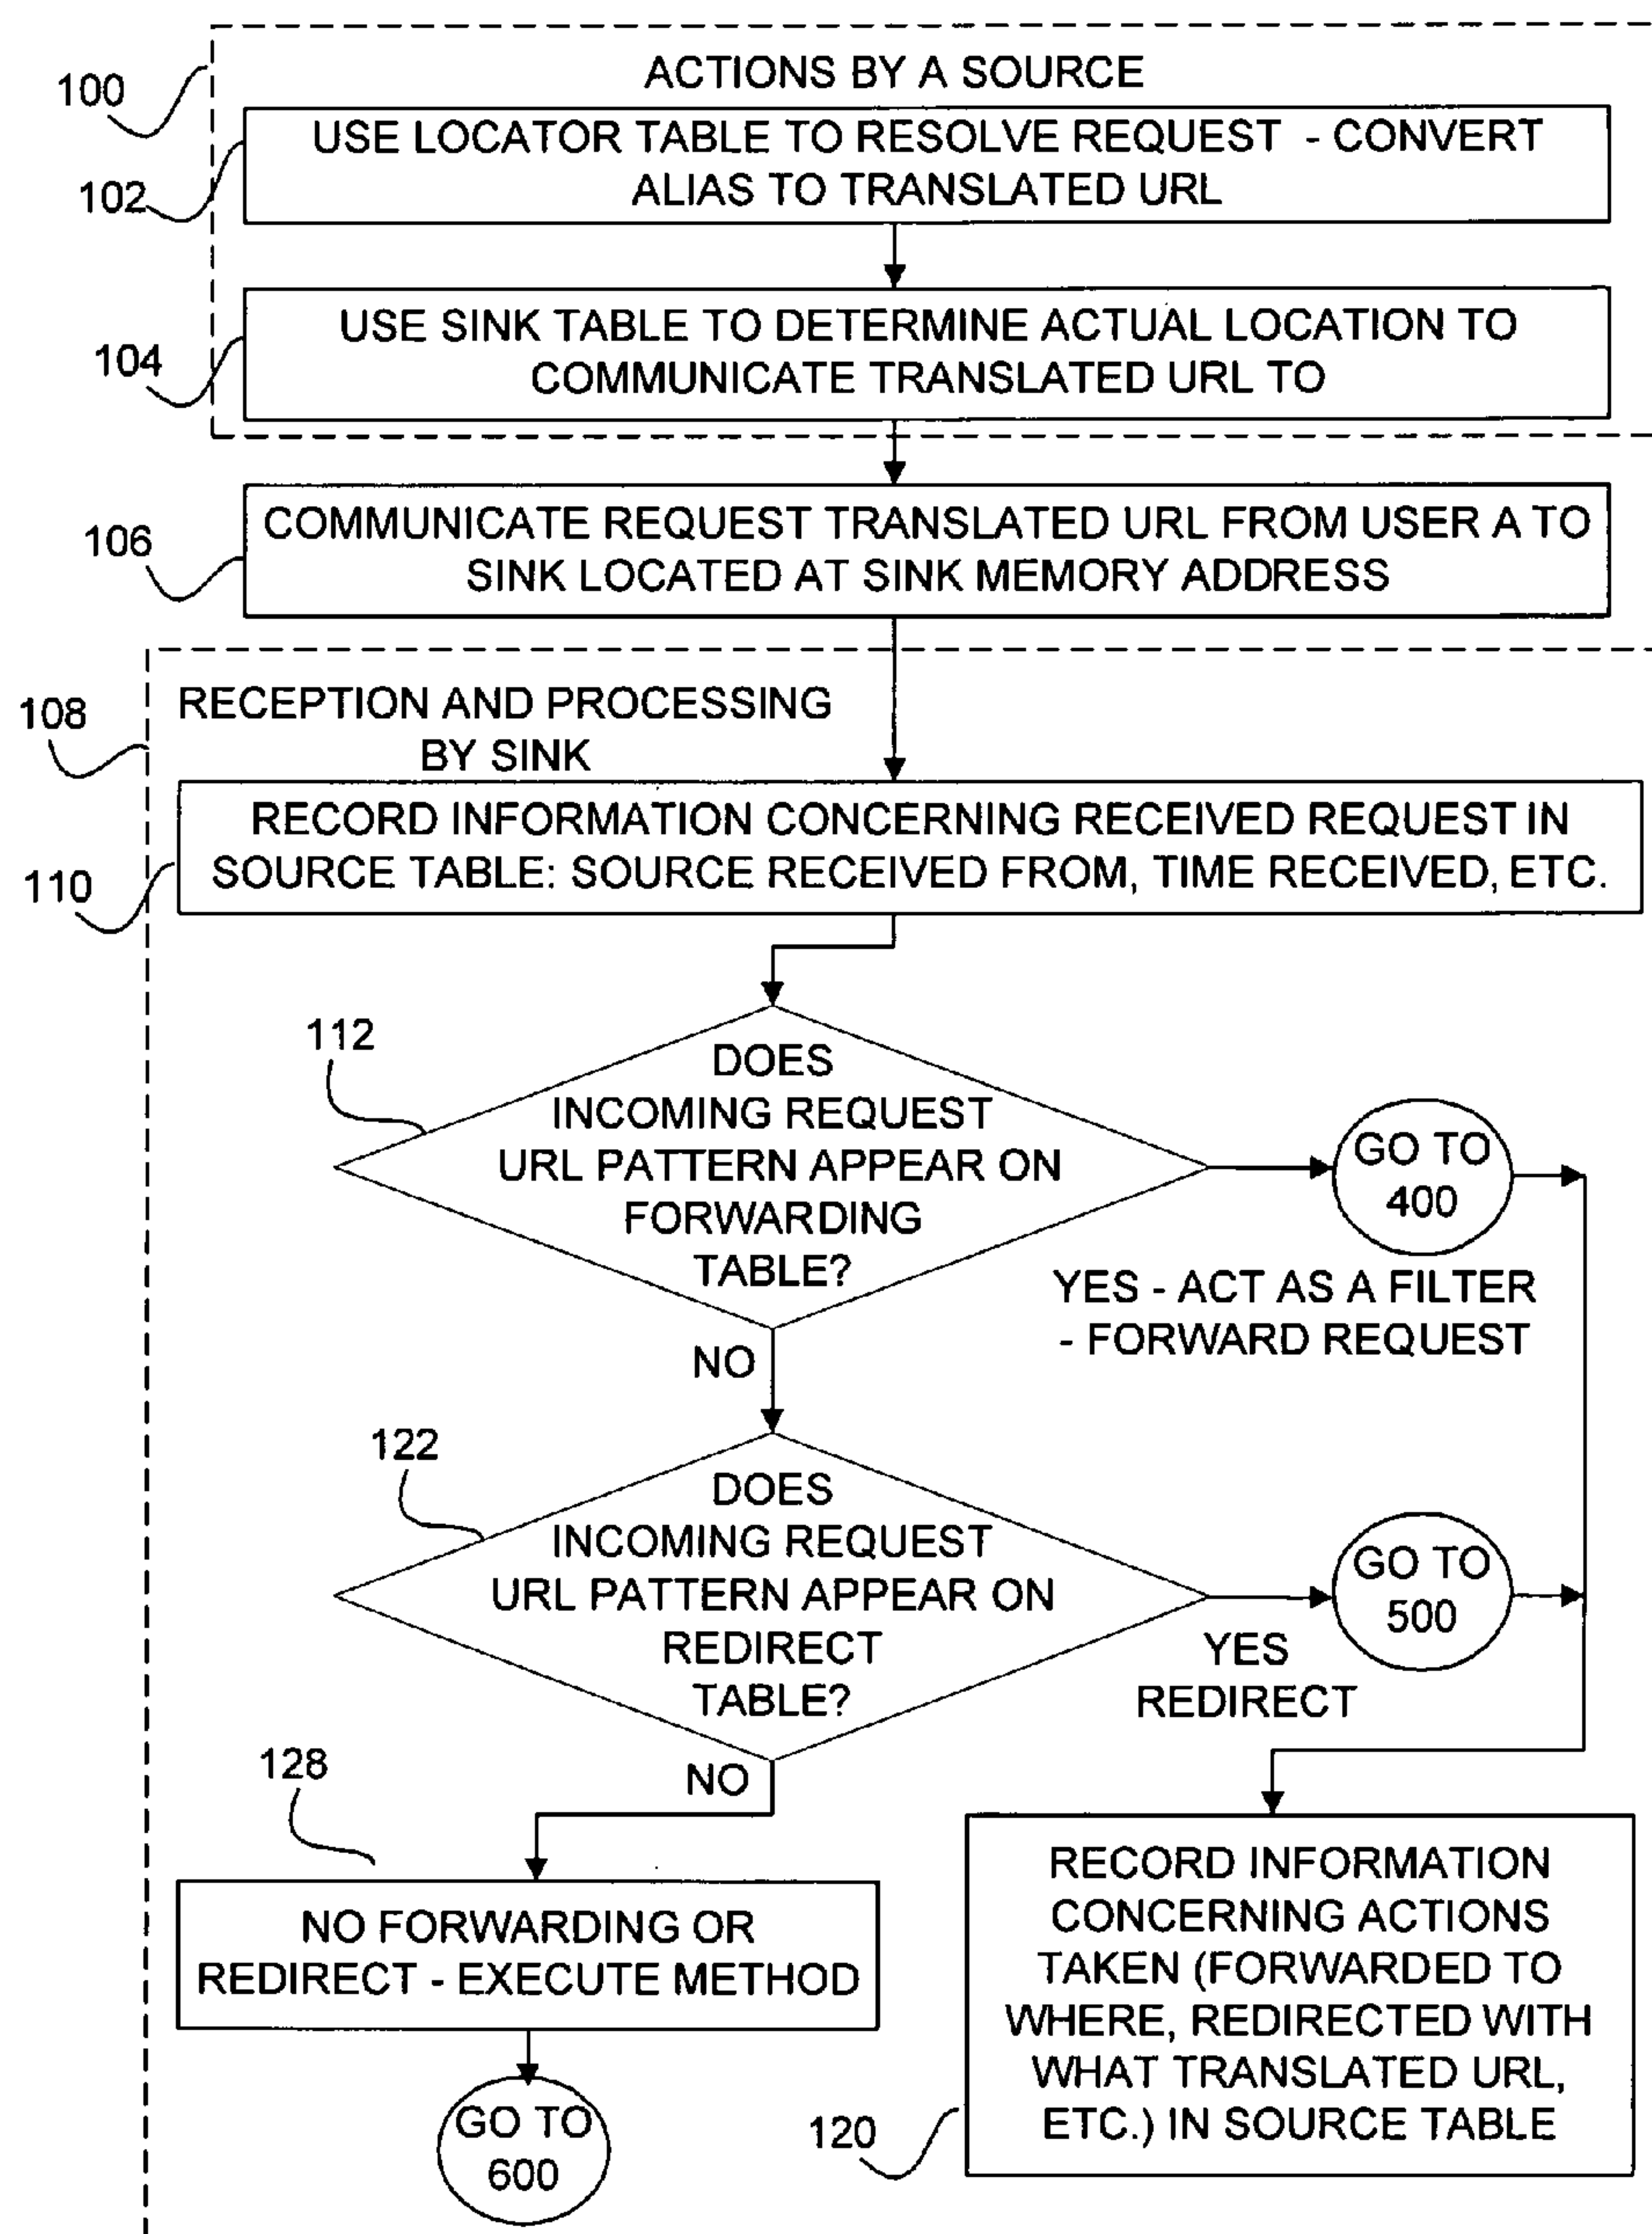 ACTIONS BY A SOURCE
100
USE LOCATOR TABLE TO RESOLVE REQUEST - CONVERT
ALIAS TO TRANSLATED URL
102
USE SINK TABLE TO DETERMINE ACTUAL LOCATION TO
COMMUNICATE TRANSLATED URL TO
104
COMMUNICATE REQUEST TRANSLATED URL FROM USER A TO
SINK LOCATED AT SINK MEMORY ADDRESS
106
RECEPTION AND PROCESSING
BY SINK
108
RECORD INFORMATION CONCERNING RECEIVED REQUEST IN
SOURCE TABLE: SOURCE RECEIVED FROM, TIME RECEIVED, ETC.
110
112
DOES
INCOMING REQUEST
URL PATTERN APPEAR ON
FORWARDING
TABLE?
GO TO
400
YES - ACT AS A FILTER
- FORWARD REQUEST
NO
122
DOES
INCOMING REQUEST
URL PATTERN APPEAR ON
REDIRECT
TABLE?
GO TO
500
YES
REDIRECT
NO
128
NO FORWARDING OR
REDIRECT - EXECUTE METHOD
GO TO
600
RECORD INFORMATION
CONCERNING ACTIONS
TAKEN (FORWARDED TO
WHERE, REDIRECTED WITH
WHAT TRANSLATED URL,
ETC.) IN SOURCE TABLE
120